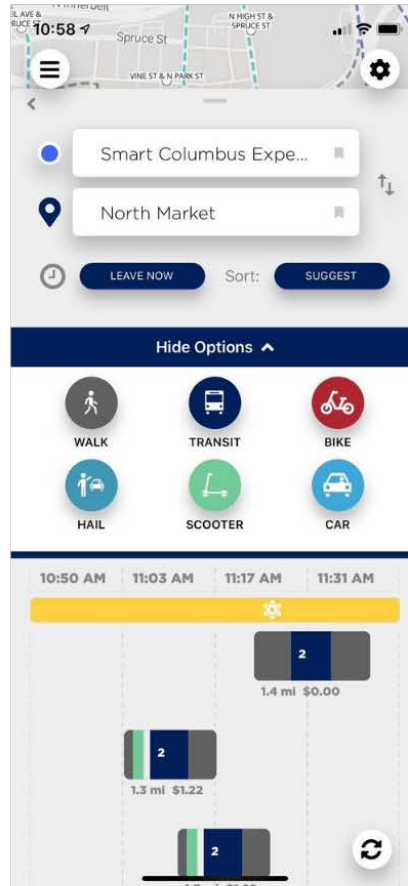 N HIGH ST &
SPRUCE ST
10:58
Spruce St
VINE ST & N PARK ST
Smart Columbus Expe...
North Market
LEAVE NOW
Sort:
SUGGEST
Hide Options
WALK
TRANSIT
BIKE
HAIL
SCOOTER
CAR
10:50 AM
11:03 AM
11:17 AM
11:31 AM
2
1.4 mi $0.00
2
1.3 mi $1.22
2